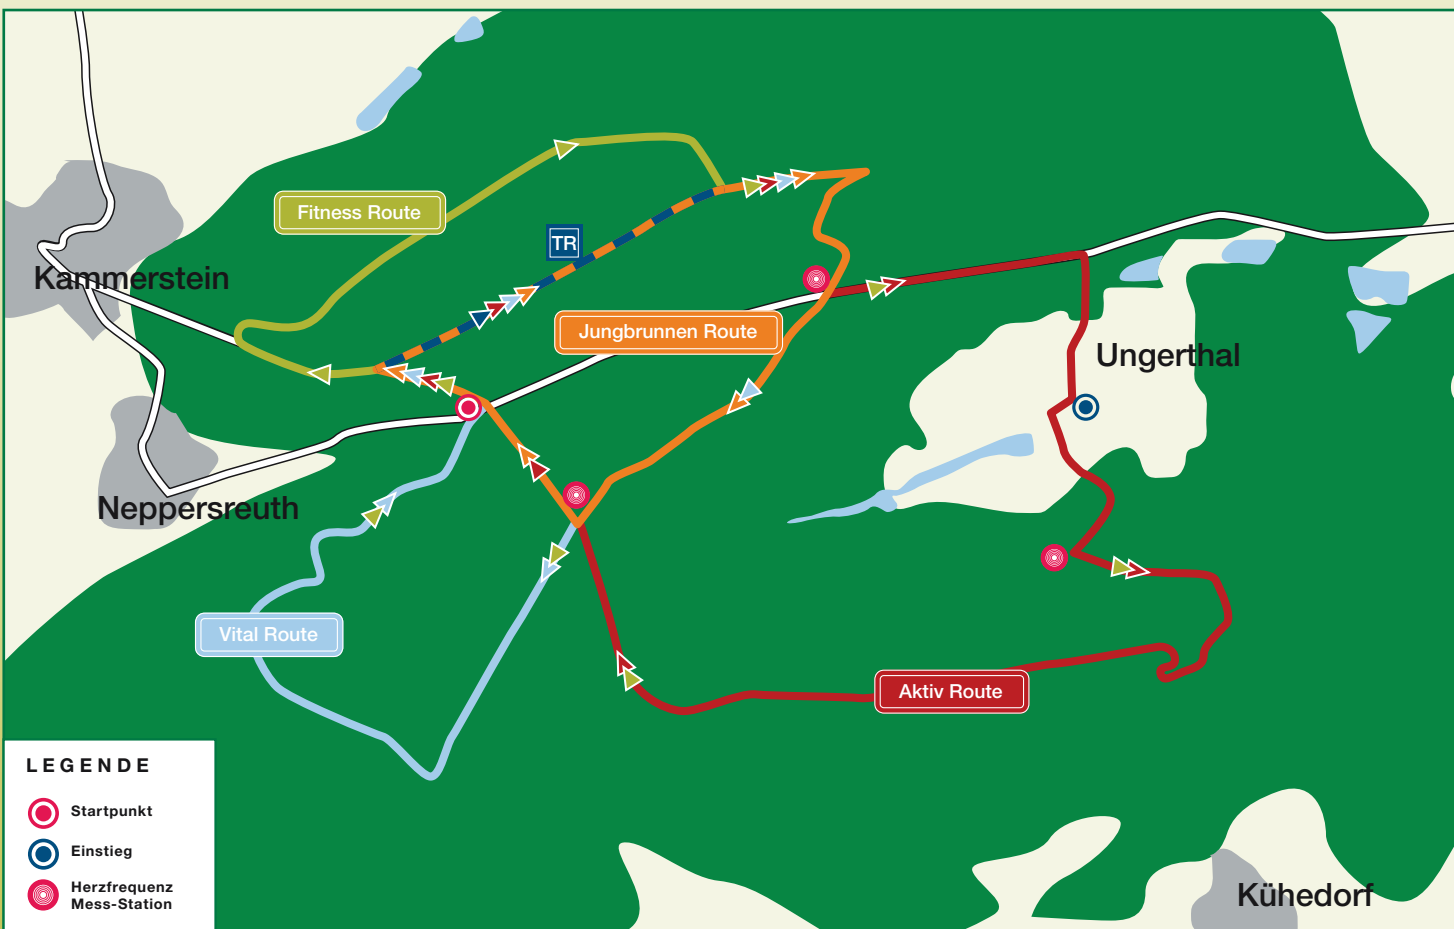 Fitness Route
TR
Kammerstein
Jungbrunnen Route
Ungerthal
Neppersreuth
Vital Route
Aktiv Route
LEGENDE
Startpunkt
Einstieg
Herzfrequenz
Mess-Station
Kühedorf